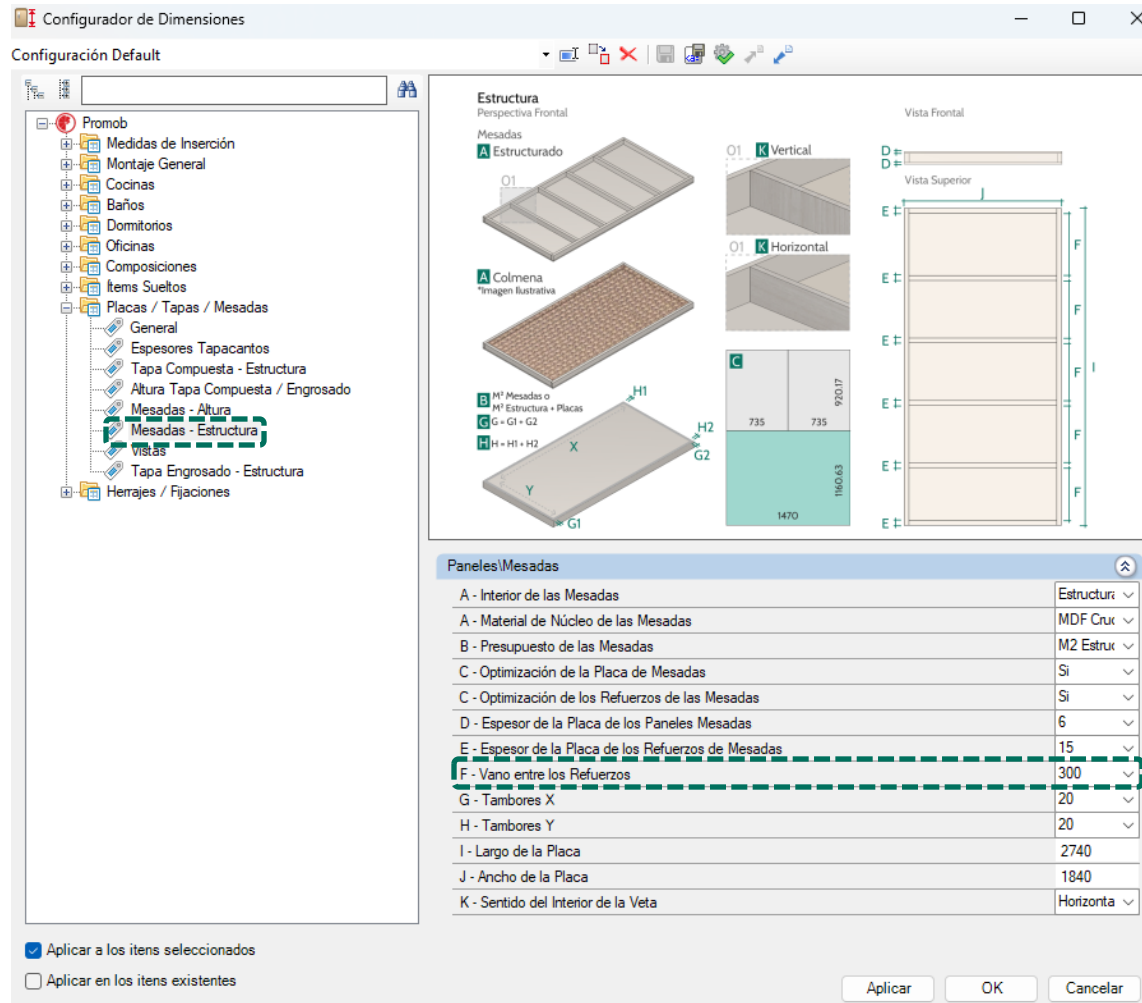 Configurador de Dimensiones
Configuración Default
Promob
Medidas de Inserción
Montaje General
Cocinas
Baños
Dormitorios
Oficinas
Composiciones
Ítems Sueltos
Placas / Tapas / Mesadas
General
Espesores Tapacantos
Tapa Compuesta - Estructura
Altura Tapa Compuesta / Engrosado
Mesadas - Altura
Mesadas - Estructura
Vistas
Tapa Engrosado - Estructura
Herrajes / Fijaciones
Estructura
Perspectiva Frontal
Mesadas
A Estructurado
01
A Colmena
*Imagen Ilustrativa
B M² Mesadas o
M² Estructura + Placas
G G = G1 + G2
H H = H1 + H2
H1
H2
G2
X
Y
G1
01 K Vertical
01 K Horizontal
C
735
735
920.17
1160.63
1470
Vista Frontal
D
D
Vista Superior
J
E
F
E
F
E
F
I
E
F
E
F
E
Paneles\Mesadas
A - Interior de las Mesadas Estructura
A - Material de Núcleo de las Mesadas MDF Cruc
B - Presupuesto de las Mesadas M2 Estruc
C - Optimización de la Placa de Mesadas Si
C - Optimización de los Refuerzos de las Mesadas Si
D - Espesor de la Placa de los Paneles Mesadas 6
E - Espesor de la Placa de los Refuerzos de Mesadas 15
F - Vano entre los Refuerzos 300
G - Tambores X 20
H - Tambores Y 20
I - Largo de la Placa 2740
J - Ancho de la Placa 1840
K - Sentido del Interior de la Veta Horizonta
Aplicar a los itens seleccionados
Aplicar en los itens existentes
Aplicar
OK
Cancelar